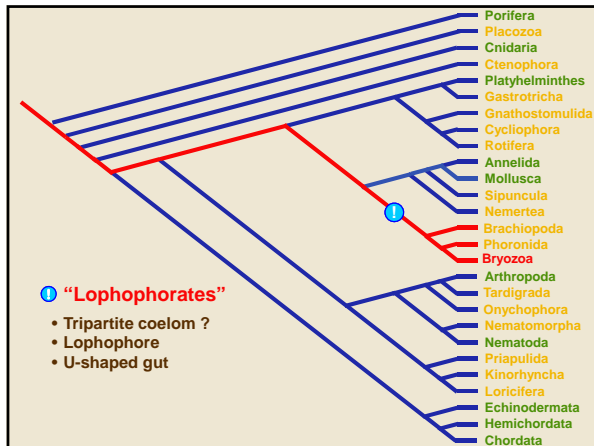 Porifera
Placozoa
Cnidaria
Ctenophora
Platyhelminthes
Gastrotricha
Gnathostomulida
Cycliophora
Rotifera
Annelida
Mollusca
Sipuncula
Nemertea
!
Brachiopoda
Phoronida
Bryozoa
Arthropoda
Tardigrada
Onychophora
Nematomorpha
Nematoda
Priapulida
Kinorhyncha
Loricifera
Echinodermata
Hemichordata
Chordata
! “Lophophorates”
• Tripartite coelom ?
• Lophophore
• U-shaped gut